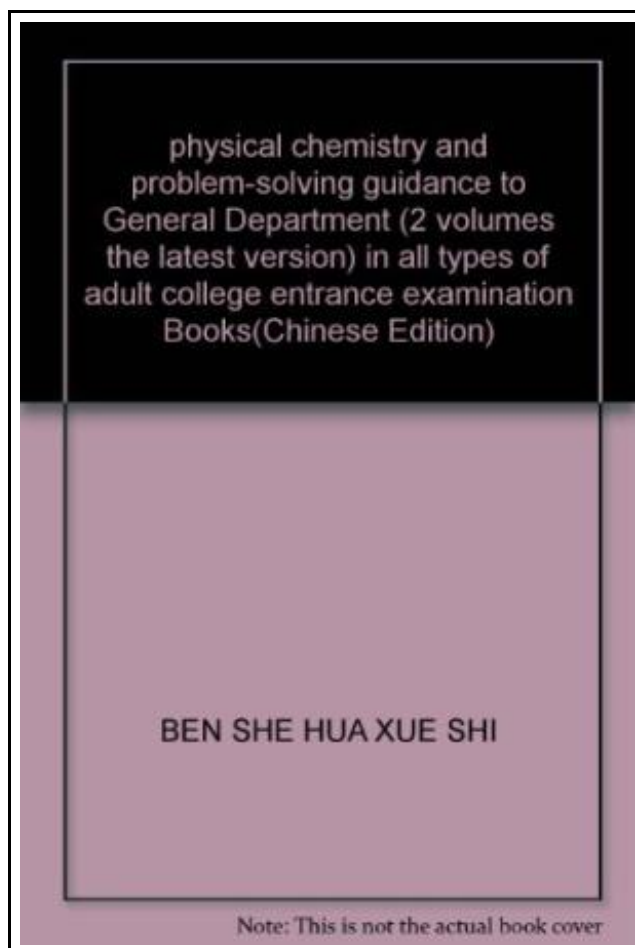 physical chemistry and
problem-solving guidance to
General Department (2 volumes
the latest version) in all types of
adult college entrance examination
Books(Chinese Edition)
BEN SHE HUA XUE SHI
Note: This is not the actual book cover